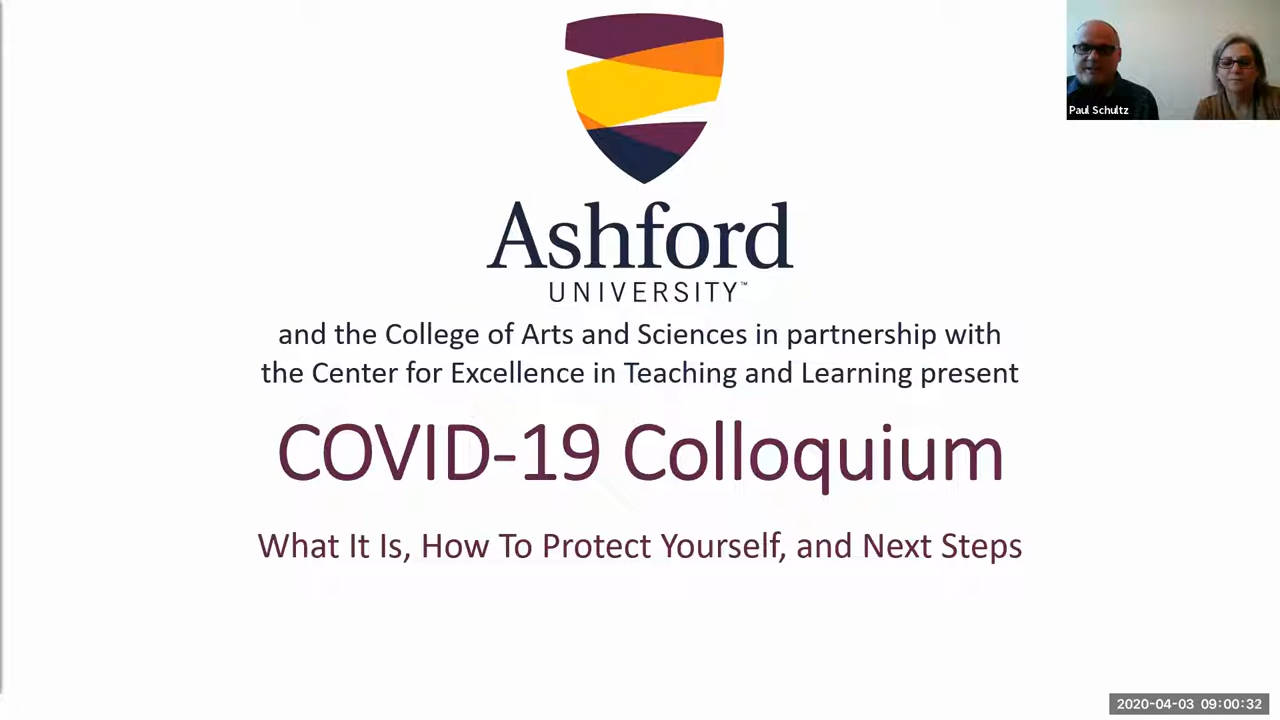 Paul Schultz
Ashford
UNIVERSITY™
and the College of Arts and Sciences in partnership with
the Center for Excellence in Teaching and Learning present
COVID-19 Colloquium
What It Is, How To Protect Yourself, and Next Steps
2020-04-03 09:00:32